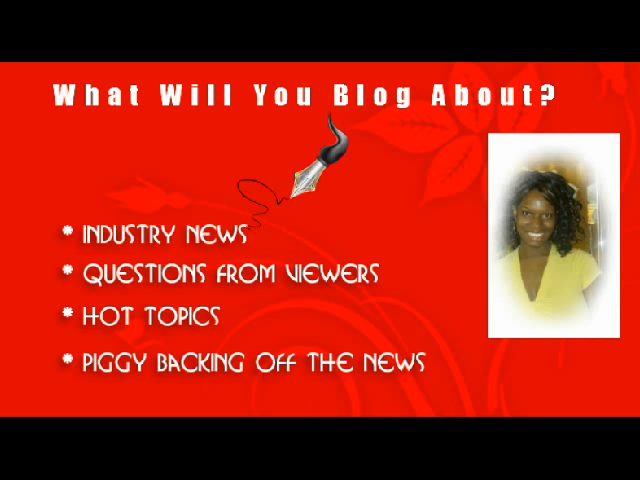 What Will You Blog About?
* INDUSTRY NEWS
* QUESTIONS FROM VIEWERS
* HOT TOPICS
* PIGGY BACKING OFF THE NEWS